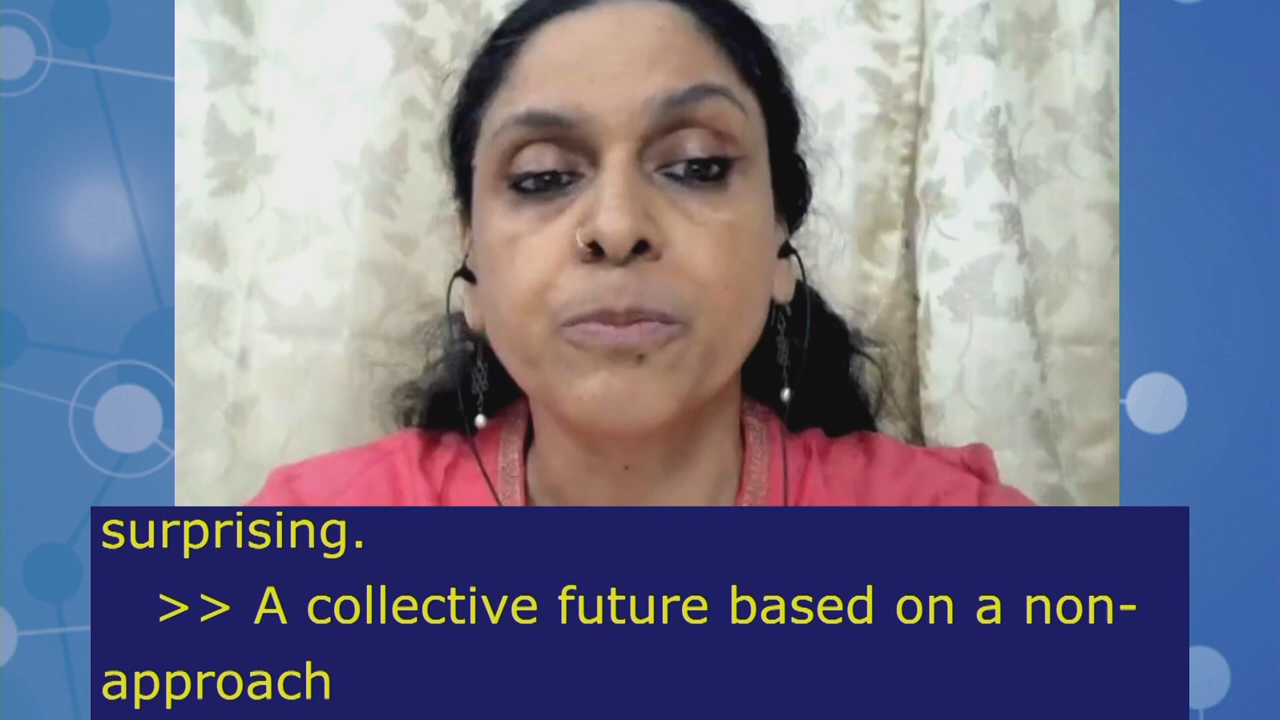 surprising.
>> A collective future based on a non-
approach